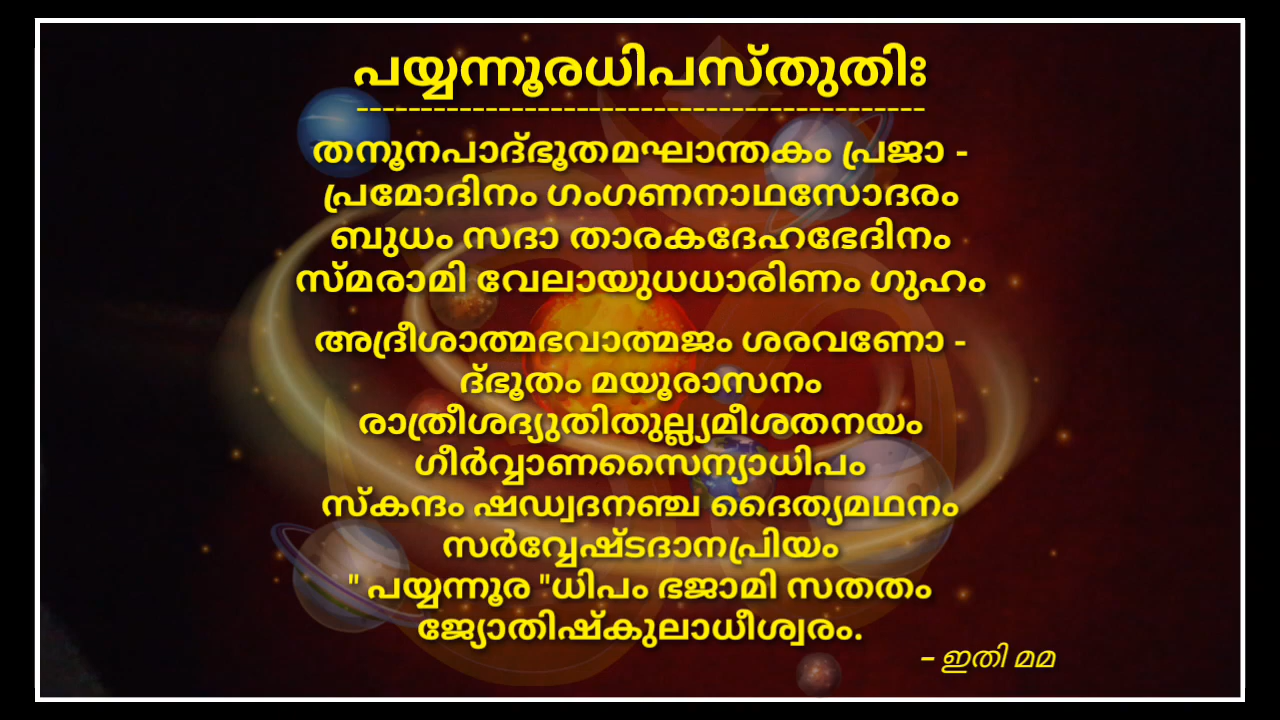 പയ്യന്നൂരധിപസ്തുതിഃ
--------------------------------------------
തനൂനപാദ്ഭൂതമഘാന്തകം പ്രജാ -
പ്രമോദിനം ഗംഗണനാഥസോദരം
ബുധം സദാ താരകദേഹഭേദിനം
സ്മരാമി വേലായുധധാരിണം ഗുഹം
അദ്രീശാത്മഭവാത്മജം ശരവണോ -
ദ്ഭൂതം മയൂരാസനം
രാത്രീശദ്യുതിതുല്ല്യമീശതനയം
ഗീർവ്വാണസൈന്യാധിപം
സ്കന്ദം ഷഡ്വദനഞ്ച ദൈത്യമഥനം
സർവ്വേഷ്ടദാനപ്രിയം
" പയ്യന്നൂര "ധിപം ഭജാമി സതതം
ജ്യോതിഷ്കുലാധീശ്വരം.
– ഇതി മമ